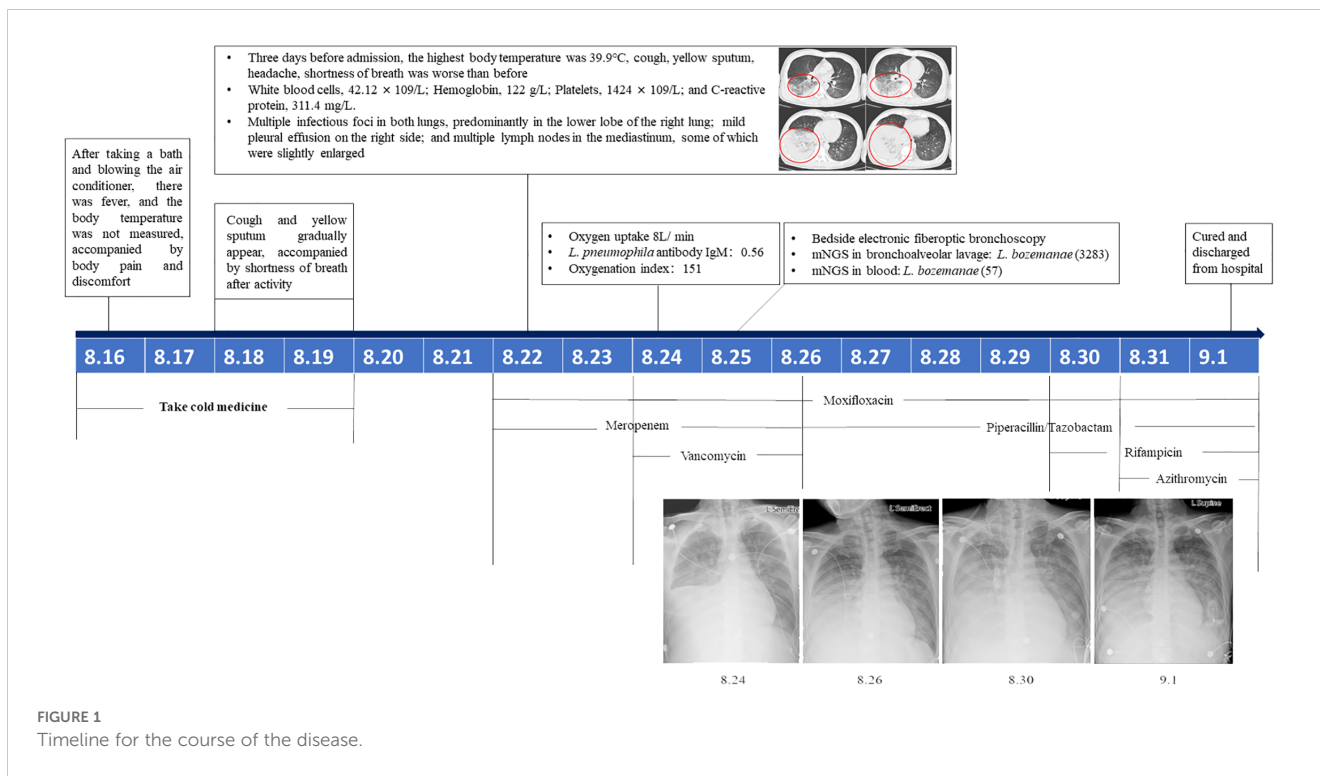 • Three days before admission, the highest body temperature was 39.9°C, cough, yellow sputum,
headache, shortness of breath was worse than before
• White blood cells, 42.12 × 109/L; Hemoglobin, 122 g/L; Platelets, 1424 × 109/L; and C-reactive
protein, 311.4 mg/L.
• Multiple infectious foci in both lungs, predominantly in the lower lobe of the right lung; mild
pleural effusion on the right side; and multiple lymph nodes in the mediastinum, some of which
were slightly enlarged
After taking a bath
and blowing the air
conditioner, there
was fever, and the
body temperature
was not measured,
accompanied by
body pain and
discomfort
Cough and yellow
sputum gradually
appear, accompanied
by shortness of breath
after activity
• Oxygen uptake 8L/ min
• L. pneumophila antibody IgM：0.56
• Oxygenation index：151
• Bedside electronic fiberoptic bronchoscopy
• mNGS in bronchoalveolar lavage: L. bozemanae (3283)
• mNGS in blood: L. bozemanae (57)
Cured and
discharged
from hospital
8.16 8.17 8.18 8.19 8.20 8.21 8.22 8.23 8.24 8.25 8.26 8.27 8.28 8.29 8.30 8.31 9.1
Take cold medicine
Moxifloxacin
Meropenem
Piperacillin/Tazobactam
Vancomycin
Rifampicin
Azithromycin
L SemiErect
L SemiErect
L Supine
8.24 8.26 8.30 9.1
FIGURE 1
Timeline for the course of the disease.